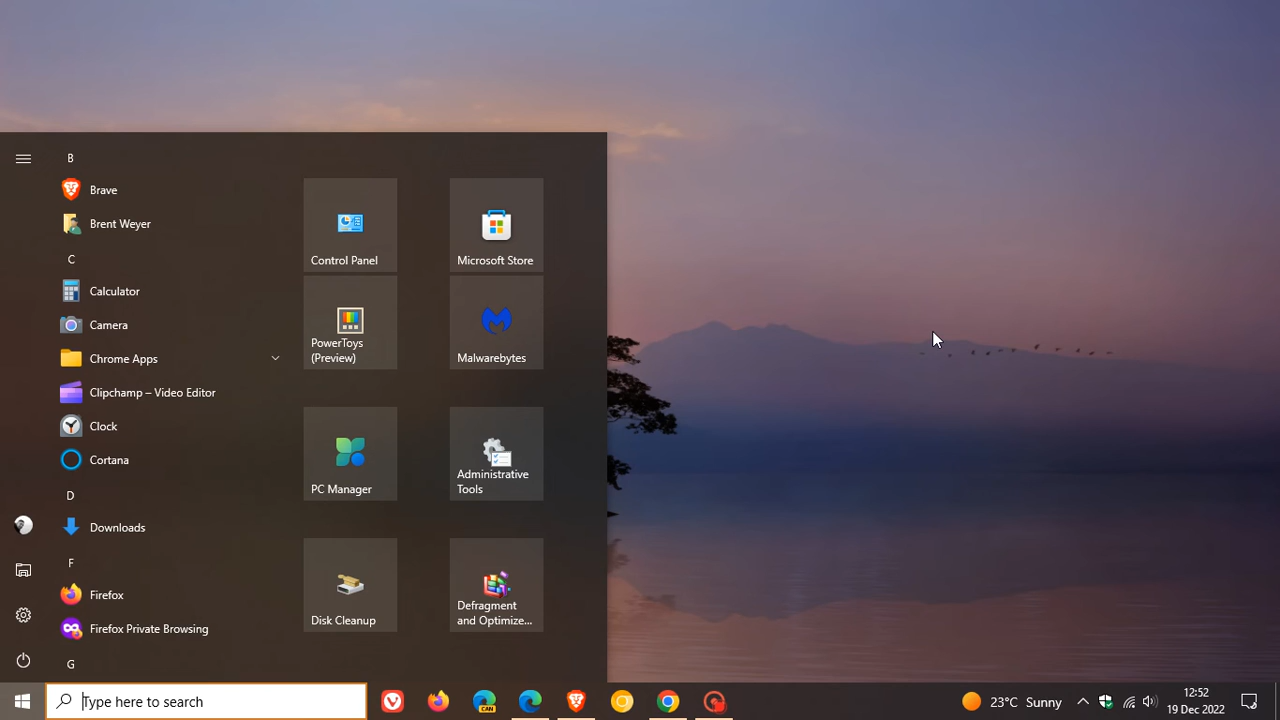 B
Brave
Brent Weyer
C
Calculator
Camera
Chrome Apps
Clipchamp – Video Editor
Clock
Cortana
D
Downloads
F
Firefox
Firefox Private Browsing
G
Control Panel
Microsoft Store
PowerToys
(Preview)
Malwarebytes
PC Manager
Administrative
Tools
Disk Cleanup
Defragment
and Optimize...
Type here to search
CAN
23°C Sunny
12:52
19 Dec 2022